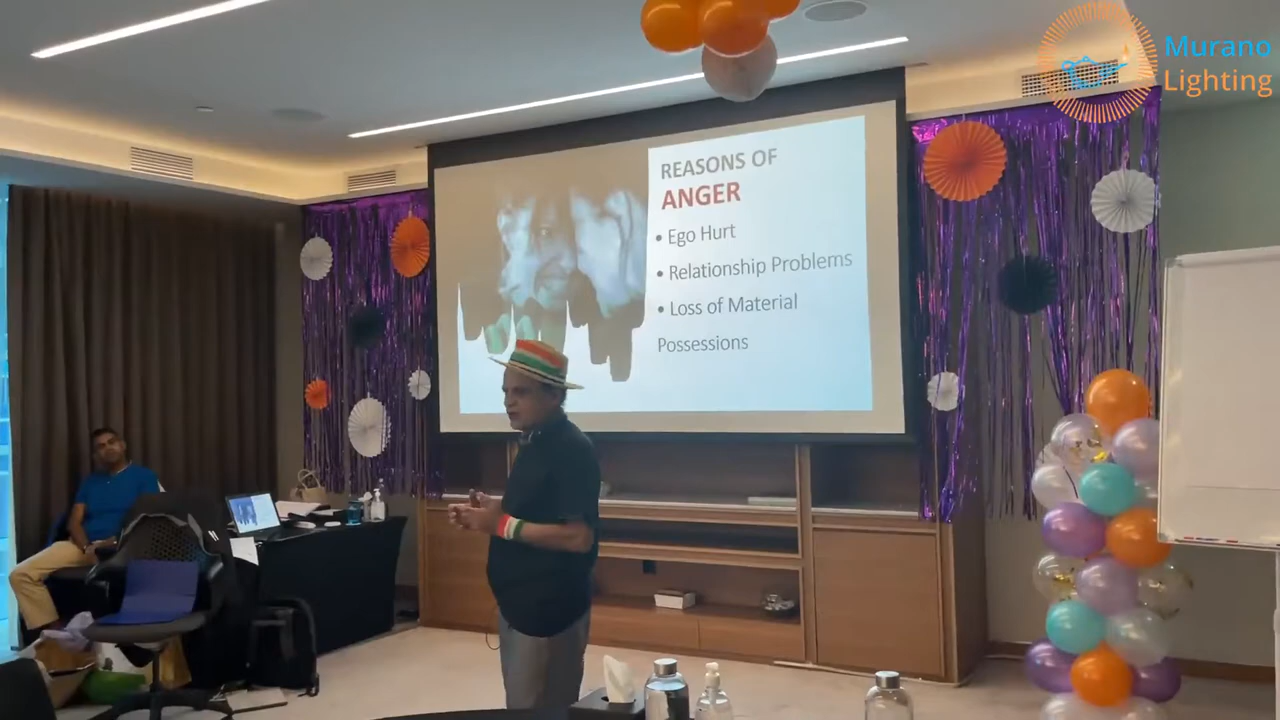 Murano
Lighting
REASONS OF
ANGER
• Ego Hurt
• Relationship Problems
• Loss of Material
Possessions